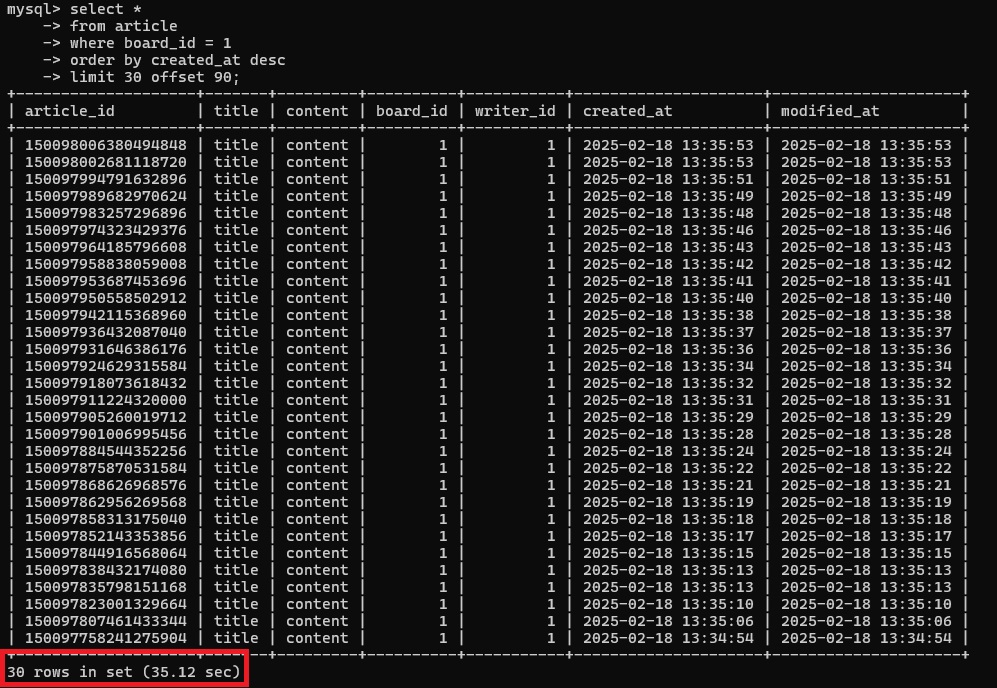 mysql> select *
    -> from article
    -> where board_id = 1
    -> order by created_at desc
    -> limit 30 offset 90;
+--------------------+-------+---------+----------+-----------+---------------------+---------------------+
| article_id         | title | content | board_id | writer_id | created_at          | modified_at         |
+--------------------+-------+---------+----------+-----------+---------------------+---------------------+
| 150098006380494848 | title | content |        1 |         1 | 2025-02-18 13:35:53 | 2025-02-18 13:35:53 |
| 150098002681118720 | title | content |        1 |         1 | 2025-02-18 13:35:53 | 2025-02-18 13:35:53 |
| 150097994791632896 | title | content |        1 |         1 | 2025-02-18 13:35:51 | 2025-02-18 13:35:51 |
| 150097989682970624 | title | content |        1 |         1 | 2025-02-18 13:35:49 | 2025-02-18 13:35:49 |
| 150097983257296896 | title | content |        1 |         1 | 2025-02-18 13:35:48 | 2025-02-18 13:35:48 |
| 150097974323429376 | title | content |        1 |         1 | 2025-02-18 13:35:46 | 2025-02-18 13:35:46 |
| 150097964185796608 | title | content |        1 |         1 | 2025-02-18 13:35:43 | 2025-02-18 13:35:43 |
| 150097958838059008 | title | content |        1 |         1 | 2025-02-18 13:35:42 | 2025-02-18 13:35:42 |
| 150097953687453696 | title | content |        1 |         1 | 2025-02-18 13:35:41 | 2025-02-18 13:35:41 |
| 150097950558502912 | title | content |        1 |         1 | 2025-02-18 13:35:40 | 2025-02-18 13:35:40 |
| 150097942115368960 | title | content |        1 |         1 | 2025-02-18 13:35:38 | 2025-02-18 13:35:38 |
| 150097936432087040 | title | content |        1 |         1 | 2025-02-18 13:35:37 | 2025-02-18 13:35:37 |
| 150097931646386176 | title | content |        1 |         1 | 2025-02-18 13:35:36 | 2025-02-18 13:35:36 |
| 150097924629315584 | title | content |        1 |         1 | 2025-02-18 13:35:34 | 2025-02-18 13:35:34 |
| 150097918073618432 | title | content |        1 |         1 | 2025-02-18 13:35:32 | 2025-02-18 13:35:32 |
| 150097911224320000 | title | content |        1 |         1 | 2025-02-18 13:35:31 | 2025-02-18 13:35:31 |
| 150097905260019712 | title | content |        1 |         1 | 2025-02-18 13:35:29 | 2025-02-18 13:35:29 |
| 150097901006995456 | title | content |        1 |         1 | 2025-02-18 13:35:28 | 2025-02-18 13:35:28 |
| 150097884544352256 | title | content |        1 |         1 | 2025-02-18 13:35:24 | 2025-02-18 13:35:24 |
| 150097875870531584 | title | content |        1 |         1 | 2025-02-18 13:35:22 | 2025-02-18 13:35:22 |
| 150097868626968576 | title | content |        1 |         1 | 2025-02-18 13:35:21 | 2025-02-18 13:35:21 |
| 150097862956269568 | title | content |        1 |         1 | 2025-02-18 13:35:19 | 2025-02-18 13:35:19 |
| 150097858313175040 | title | content |        1 |         1 | 2025-02-18 13:35:18 | 2025-02-18 13:35:18 |
| 150097852143353856 | title | content |        1 |         1 | 2025-02-18 13:35:17 | 2025-02-18 13:35:17 |
| 150097844916568064 | title | content |        1 |         1 | 2025-02-18 13:35:15 | 2025-02-18 13:35:15 |
| 150097838432174080 | title | content |        1 |         1 | 2025-02-18 13:35:13 | 2025-02-18 13:35:13 |
| 150097835798151168 | title | content |        1 |         1 | 2025-02-18 13:35:13 | 2025-02-18 13:35:13 |
| 150097823001329664 | title | content |        1 |         1 | 2025-02-18 13:35:10 | 2025-02-18 13:35:10 |
| 150097807461433344 | title | content |        1 |         1 | 2025-02-18 13:35:06 | 2025-02-18 13:35:06 |
| 150097758241275904 | title | content |        1 |         1 | 2025-02-18 13:34:54 | 2025-02-18 13:34:54 |
+--------------------+-------+---------+----------+-----------+---------------------+---------------------+
30 rows in set (35.12 sec)